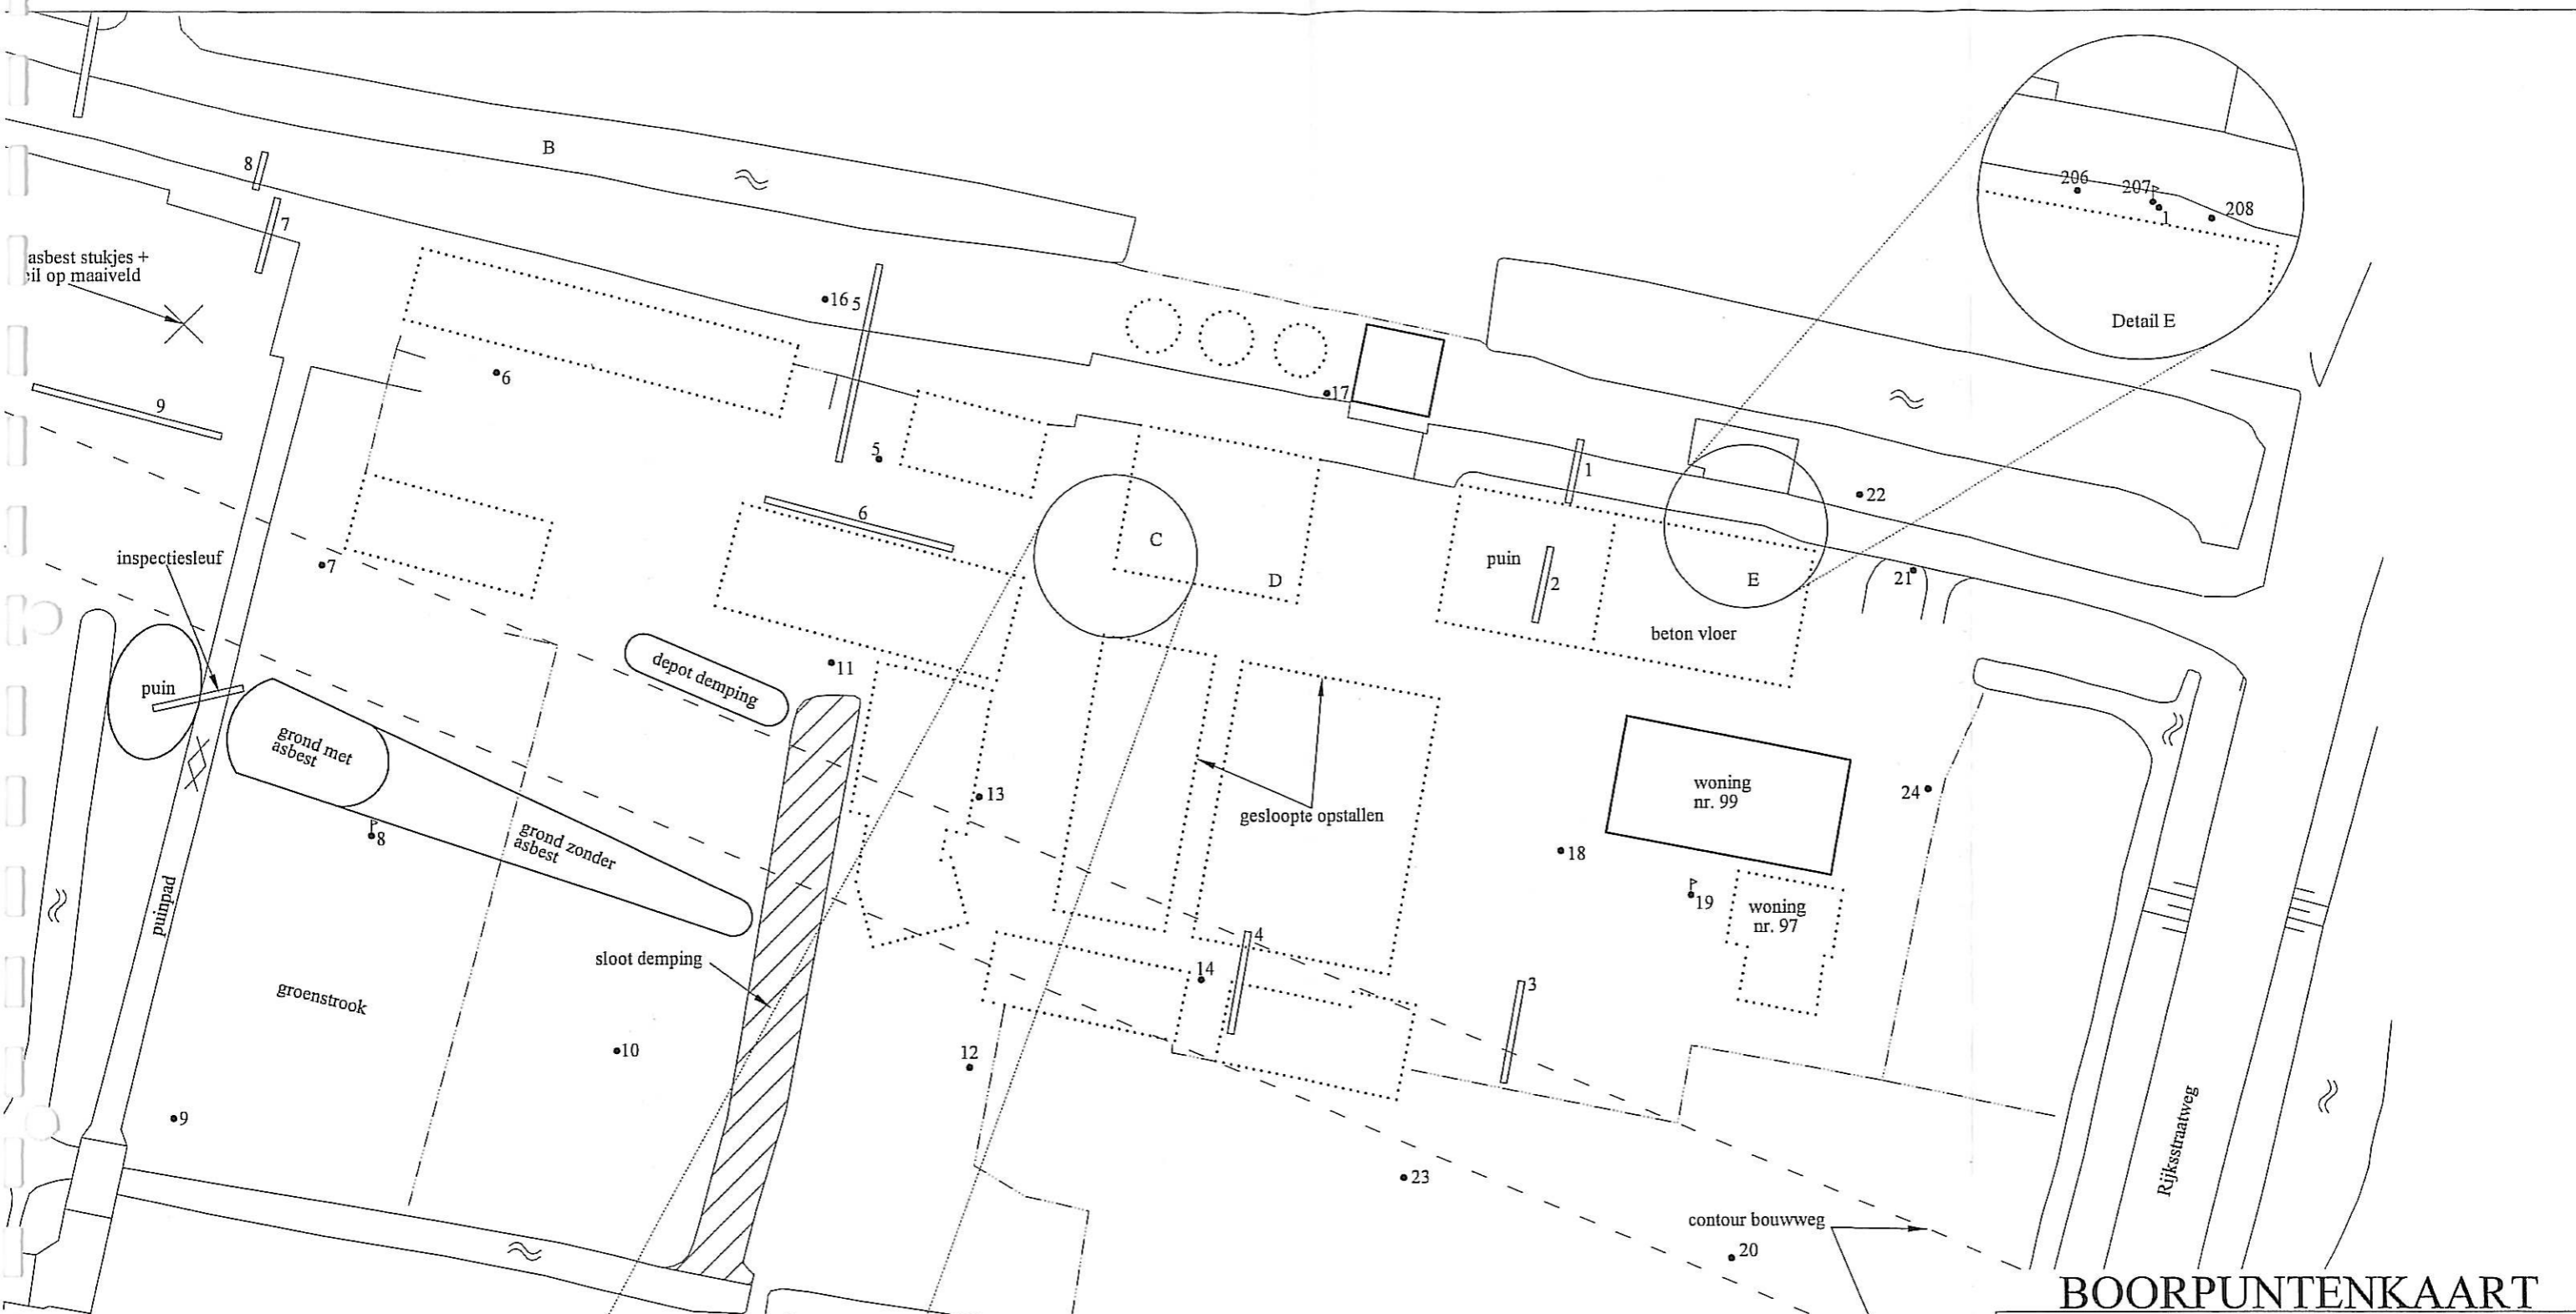 B
8
7
asbest stukjes +
op maaiveld
9
6
16
5
5
17
1
22
206
207
1
208
Detail E
7
inspectiesleuf
6
C
D
puin
2
E
21
beton vloer
puin
depot demping
11
grond met
asbest
grond zonder
asbest
8
13
gesloopte opstallen
woning
nr. 99
24
18
19
woning
nr. 97
puinpad
sloot demping
14
4
3
groenstrook
10
12
9
23
Rijksstraatweg
contour bouwweg
20
BOORPUNTENKAART